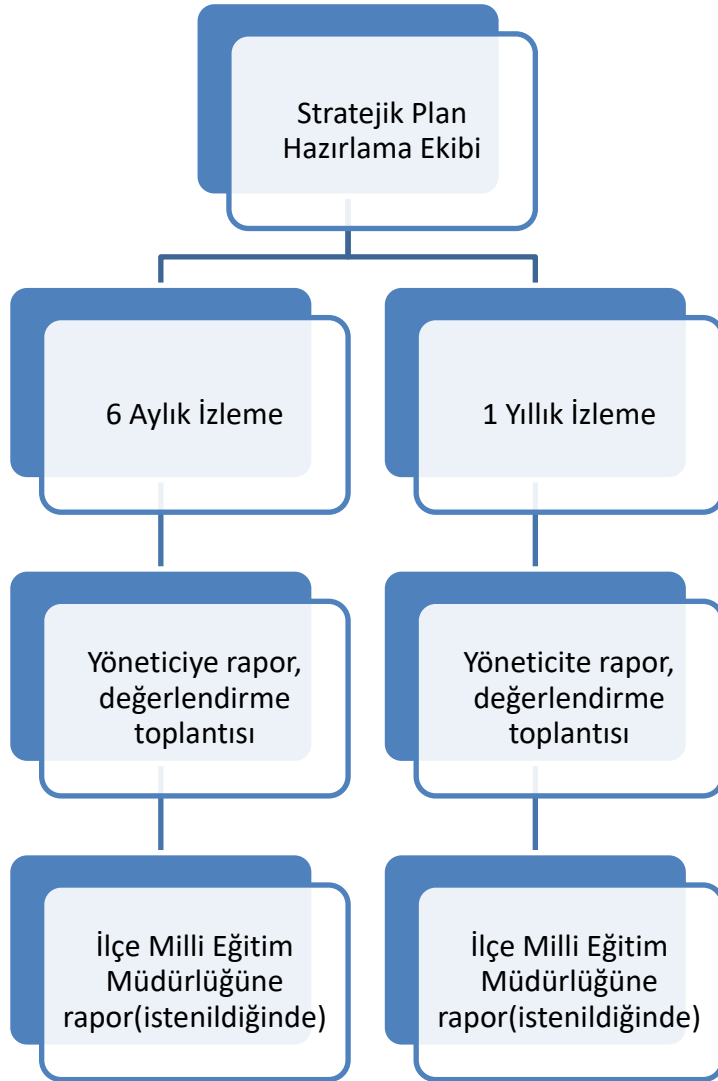 Stratejik Plan
Hazırlama Ekibi
6 Aylık İzleme
1 Yıllık İzleme
Yöneticiye rapor,
değerlendirme
toplantısı
Yöneticite rapor,
değerlendirme
toplantısı
İlçe Milli Eğitim
Müdürlüğüne
rapor(istenildiğinde)
İlçe Milli Eğitim
Müdürlüğüne
rapor(istenildiğinde)